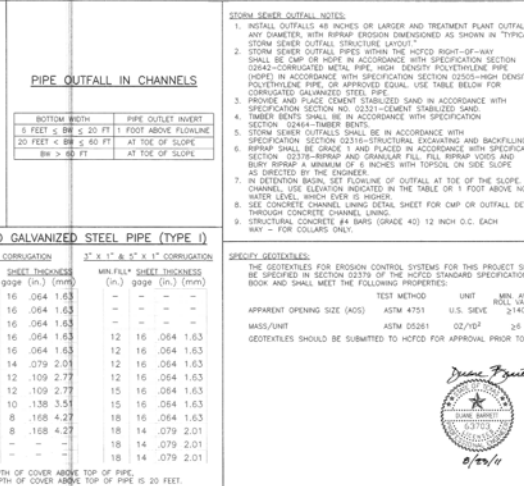 PIPE OUTFALL IN CHANNELS
BOTTOM WIDTH PIPE OUTLET INVERT
6 FEET ≤ BW ≤ 20 FT 1 FOOT ABOVE FLOWLINE
20 FEET < BW ≤ 60 FT AT TOE OF SLOPE
BW > 60 FT AT TOE OF SLOPE
GALVANIZED STEEL PIPE (TYPE I)
CORRUGATION 3" X 1" & 5" X 1" CORRUGATION
SHEET THICKNESS MIN.FILL* SHEET THICKNESS
gage (in.) (mm) (in.) gage (in.) (mm)
16 .064 1.63 - - - -
16 .064 1.63 - - - -
16 .064 1.63 - - - -
16 .064 1.63 12 16 .064 1.63
16 .064 1.63 12 16 .064 1.63
14 .079 2.01 12 16 .064 1.63
12 .109 2.77 12 16 .064 1.63
12 .109 2.77 15 16 .064 1.63
10 .138 3.51 15 16 .064 1.63
8 .168 4.27 18 16 .064 1.63
8 .168 4.27 18 14 .079 2.01
- - - 18 14 .079 2.01
- - - 18 14 .079 2.01
TH OF COVER ABOVE TOP OF PIPE,
PTH OF COVER ABOVE TOP OF PIPE IS 20 FEET.
STORM SEWER OUTFALL NOTES:
1. INSTALL OUTFALLS 48 INCHES OR LARGER AND TREATMENT PLANT OUTFAL
ANY DIAMETER, WITH RIPRAP EROSION DIMENSIONED AS SHOWN IN "TYPIC
STORM SEWER OUTFALL STRUCTURE LAYOUT."
2. STORM SEWER OUTFALL PIPES WITHIN THE HCFCD RIGHT-OF-WAY
SHALL BE CMP OR HDPE IN ACCORDANCE WITH SPECIFICATION SECTION
02642-CORRUGATED METAL PIPE, HIGH DENSITY POLYETHYLENE PIPE
(HDPE) IN ACCORDANCE WITH SPECIFICATION SECTION 02505-HIGH DENSI
POLYETHYLENE PIPE, OR APPROVED EQUAL. USE TABLE BELOW FOR
CORRUGATED GALVANIZED STEEL PIPE.
3. PROVIDE AND PLACE CEMENT STABILIZED SAND IN ACCORDANCE WITH
SPECIFICATION SECTION NO. 02321-CEMENT STABILIZED SAND.
4. TIMBER BENTS SHALL BE IN ACCORDANCE WITH SPECIFICATION
SECTION 02464-TIMBER BENTS.
5. STORM SEWER OUTFALLS SHALL BE IN ACCORDANCE WITH
SPECIFICATION SECTION 02316-STRUCTURAL EXCAVATING AND BACKFILLIN
6. RIPRAP SHALL BE GRADE 1 AND PLACED IN ACCORDANCE WITH SPECIFICA
SECTION 02378-RIPRAP AND GRANULAR FILL. FILL RIPRAP VOIDS AND
BURY RIPRAP A MINIMUM OF 6 INCHES WITH TOPSOIL ON SIDE SLOPE
AS DIRECTED BY THE ENGINEER.
7. IN DETENTION BASIN, SET FLOWLINE OF OUTFALL AT TOE OF THE SLOPE.
CHANNEL, USE ELEVATION INDICATED IN THE TABLE OR 1 FOOT ABOVE NO
WATER LEVEL, WHICH EVER IS HIGHER.
8. SEE CONCRETE CHANNEL LINING DETAIL SHEET FOR CMP OR OUTFALL DE
THROUGH CONCRETE CHANNEL LINING.
9. STRUCTURAL CONCRETE #4 BARS (GRADE 40) 12 INCH O.C. EACH
WAY - FOR COLLARS ONLY.
SPECIFY GEOTEXTILES:
THE GEOTEXTILES FOR EROSION CONTROL SYSTEMS FOR THIS PROJECT S
BE SPECIFIED IN SECTION 02379 OF THE HCFCD STANDARD SPECIFICATIO
BOOK AND SHALL MEET THE FOLLOWING PROPERTIES:
TEST METHOD UNIT MIN. A
ROLL VA
APPARENT OPENING SIZE (AOS) ASTM 4751 U.S. SIEVE ≥140
MASS/UNIT ASTM D5261 OZ/YD² ≥6
GEOTEXTILES SHOULD BE SUBMITTED TO HCFCD FOR APPROVAL PRIOR TO
DUANE BARRETT
63703
8/23/11